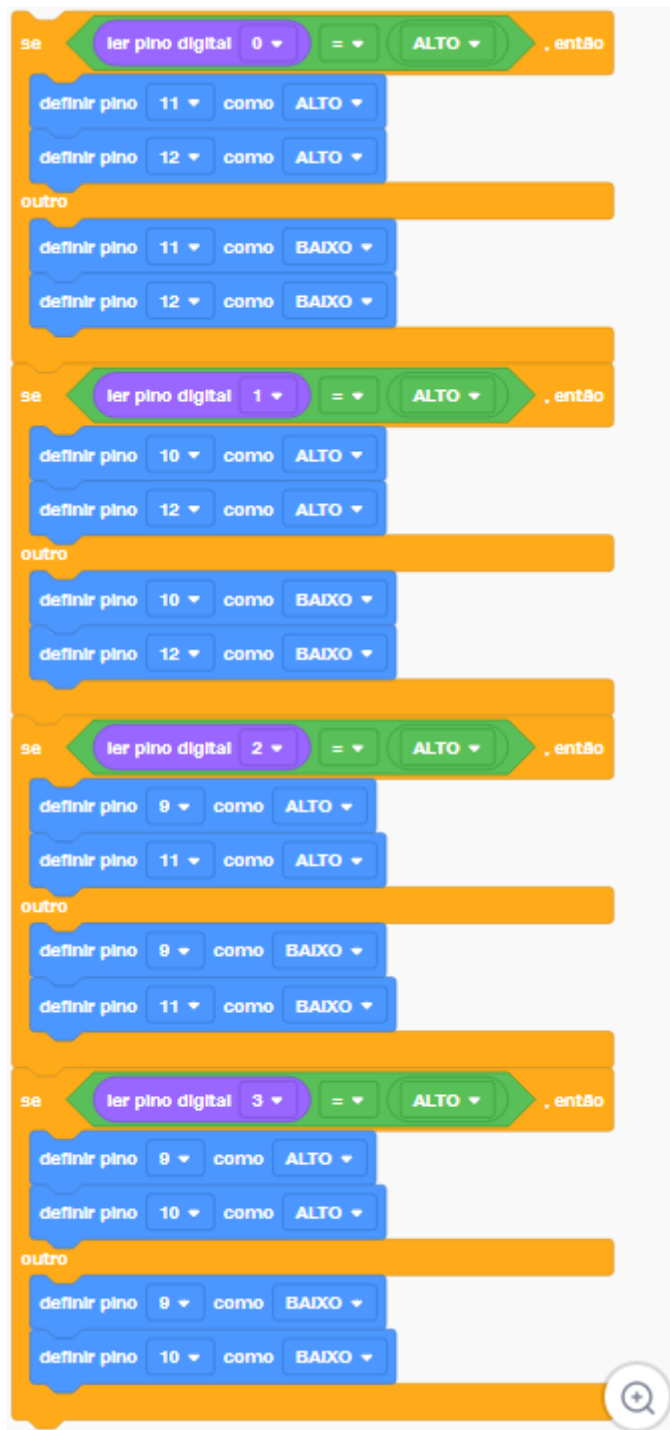 se ler pino digital 0 = ALTO , então
definir pino 11 como ALTO
definir pino 12 como ALTO
outro
definir pino 11 como BAIXO
definir pino 12 como BAIXO
se ler pino digital 1 = ALTO , então
definir pino 10 como ALTO
definir pino 12 como ALTO
outro
definir pino 10 como BAIXO
definir pino 12 como BAIXO
se ler pino digital 2 = ALTO , então
definir pino 9 como ALTO
definir pino 11 como ALTO
outro
definir pino 9 como BAIXO
definir pino 11 como BAIXO
se ler pino digital 3 = ALTO , então
definir pino 9 como ALTO
definir pino 10 como ALTO
outro
definir pino 9 como BAIXO
definir pino 10 como BAIXO